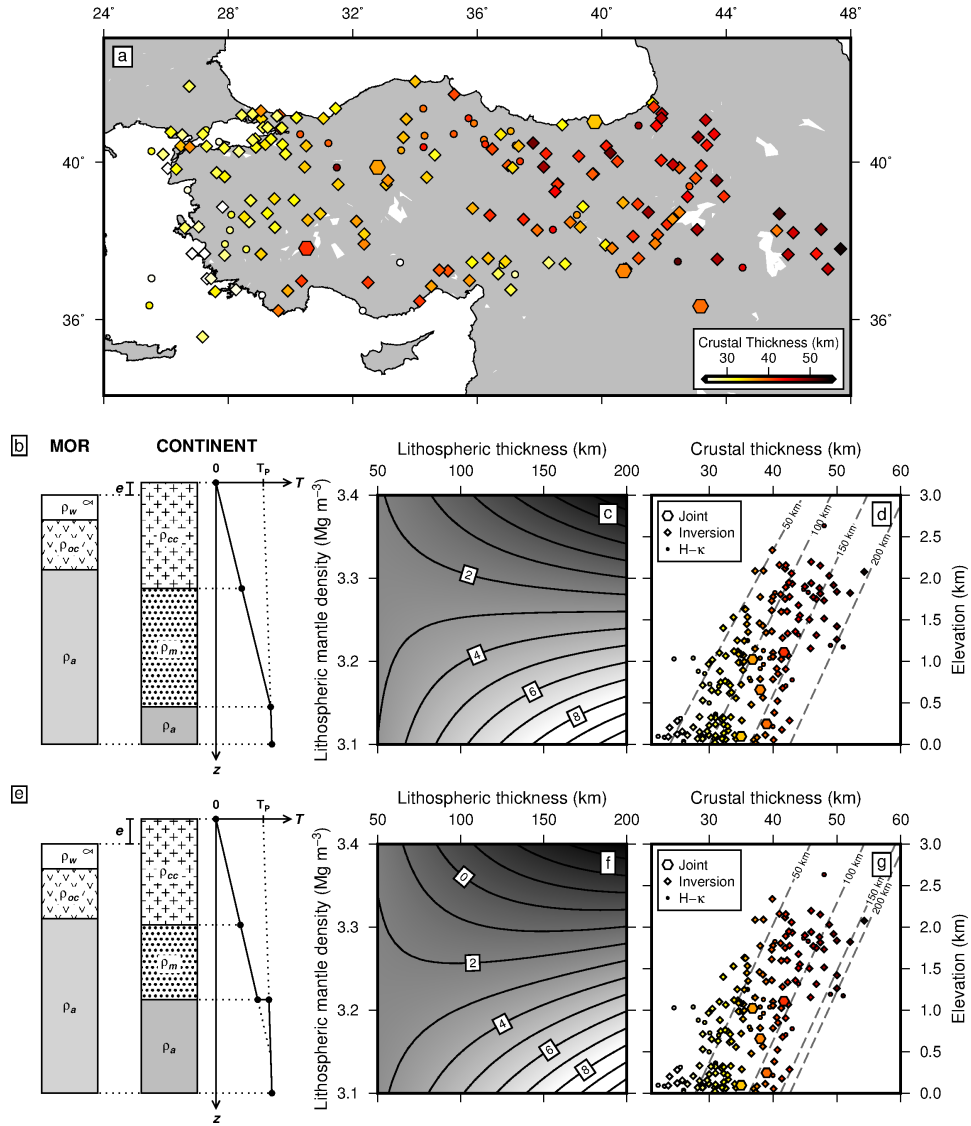 24° 28° 32° 36° 40° 44° 48°
a
40° 40°
36° 36°
Crustal Thickness (km)
30 40 50
b MOR CONTINENT
Lithospheric thickness (km) Crustal thickness (km)
0 Tₚ 50 100 150 200 30 40 50 60
e T
3.4 3.0
ρw c Joint 50 km 100 km d
ρcc Inversion 150 km
ρoc H−κ 200 km 2.5
2
3.3 2.0
Lithospheric mantle density (Mg m⁻³) Elevation (km)
1.5
ρm 4
ρa 3.2 1.0
6
8 0.5
ρa
3.1 0.0
z
e
Lithospheric thickness (km) Crustal thickness (km)
0 Tₚ 50 100 150 200 30 40 50 60
e T
3.4 3.0
ρw f Joint 50 km 100 km g
ρcc 0 Inversion 150 km
ρoc H−κ 200 km 2.5
3.3 2.0
Lithospheric mantle density (Mg m⁻³) Elevation (km)
ρm 2 1.5
ρa ρa 3.2 1.0
4
6
8 0.5
3.1 0.0
z